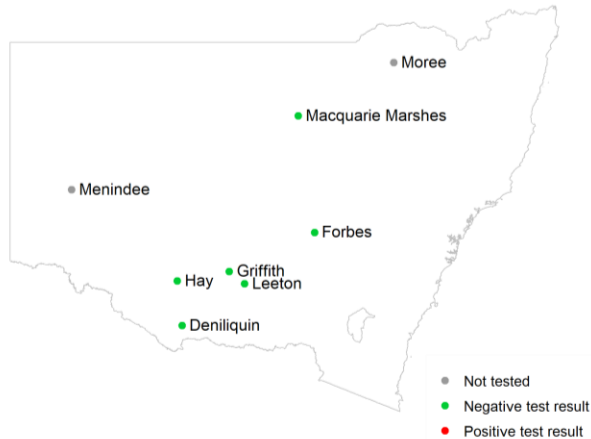 Moree
Macquarie Marshes
Menindee
Forbes
Griffith
Hay
Leeton
Deniliquin
Not tested
Negative test result
Positive test result